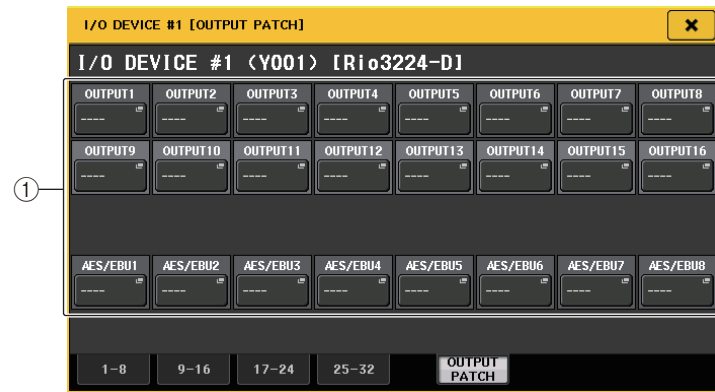 I/O DEVICE #1 [OUTPUT PATCH]
I/O DEVICE #1 (Y001) [Rio3224-D]
OUTPUT1 OUTPUT2 OUTPUT3 OUTPUT4 OUTPUT5 OUTPUT6 OUTPUT7 OUTPUT8
---- ---- ---- ---- ---- ---- ---- ----
OUTPUT9 OUTPUT10 OUTPUT11 OUTPUT12 OUTPUT13 OUTPUT14 OUTPUT15 OUTPUT16
---- ---- ---- ---- ---- ---- ---- ----
①
AES/EBU1 AES/EBU2 AES/EBU3 AES/EBU4 AES/EBU5 AES/EBU6 AES/EBU7 AES/EBU8
---- ---- ---- ---- ---- ---- ---- ----
1-8 9-16 17-24 25-32 OUTPUT
PATCH